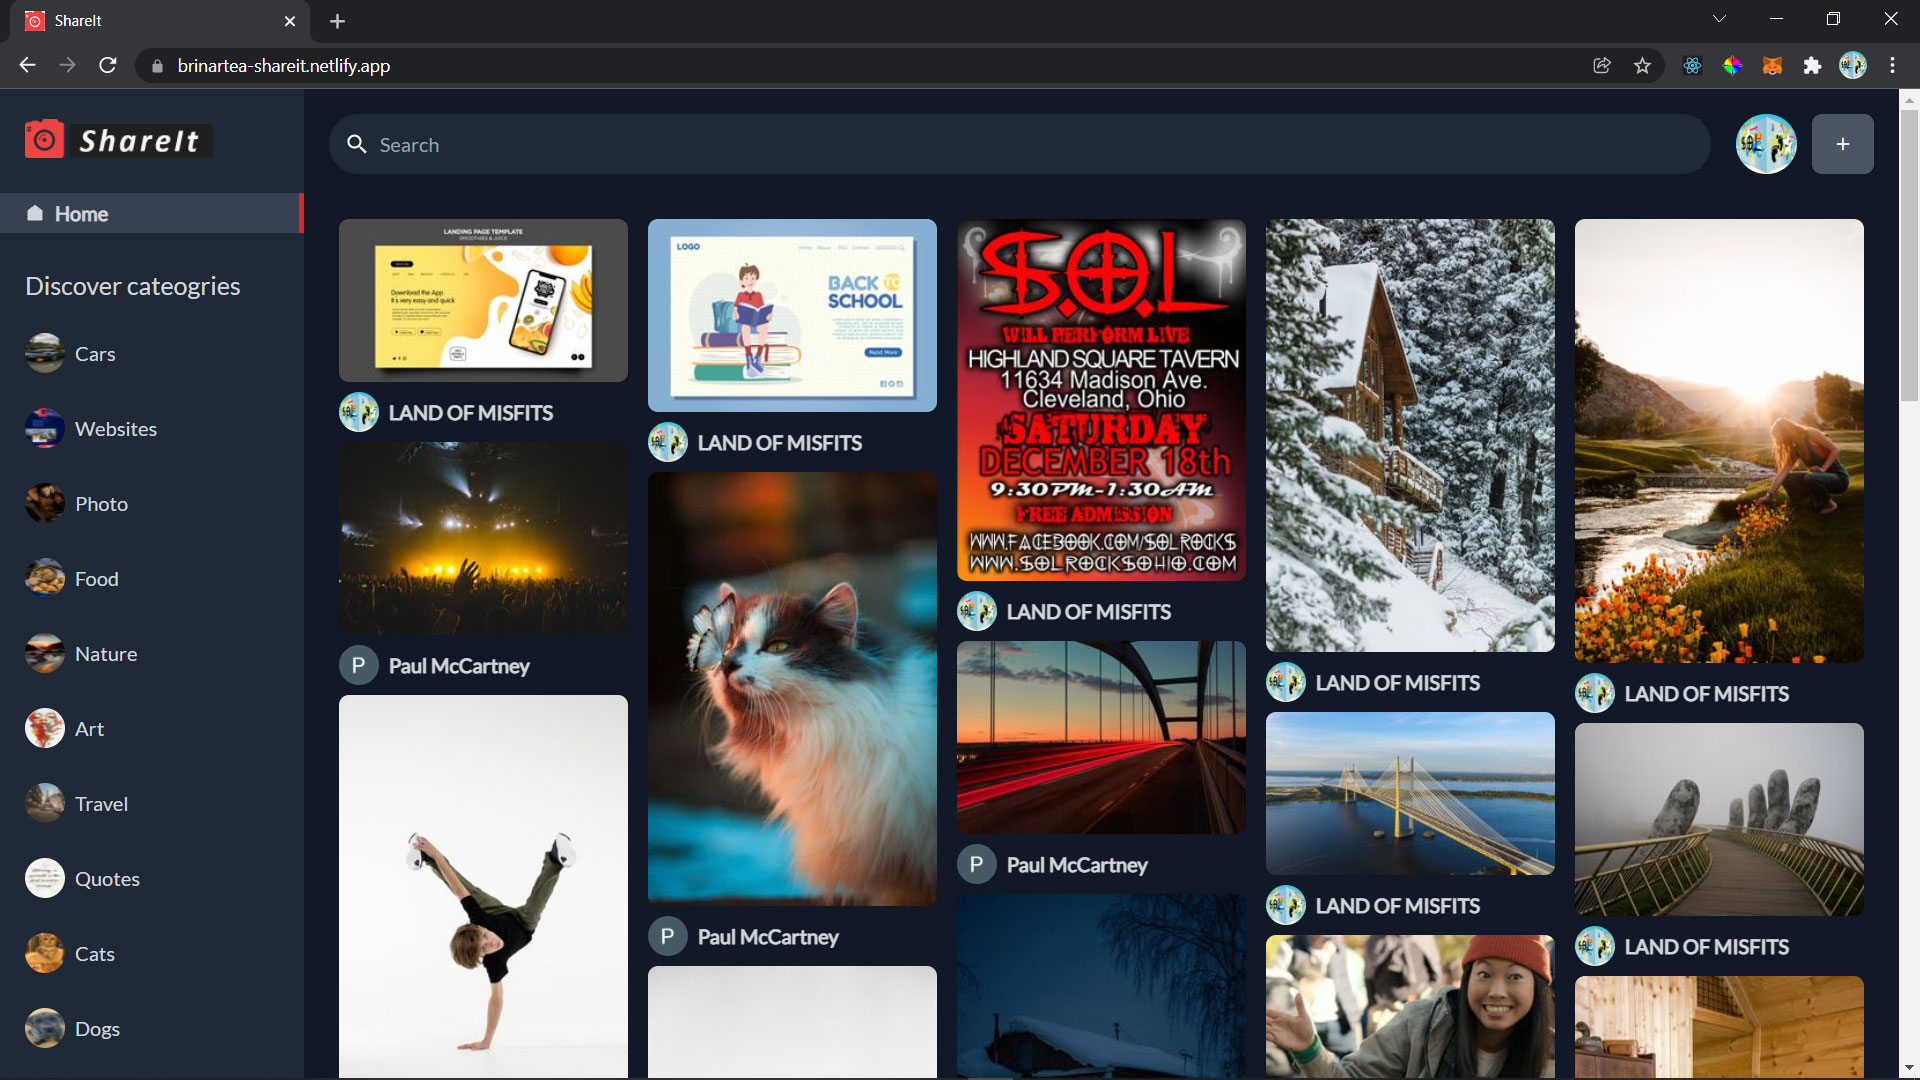 ShareIt
brinartea-shareit.netlify.app
ShareIt
Search
Home
Discover cateogries
Cars
Websites
Photo
Food
Nature
Art
Travel
Quotes
Cats
Dogs
LANDING PAGE TEMPLATE
SMOOTHIES & JUICE
Download the App.
It's very easy and quick
LAND OF MISFITS
Paul McCartney
LOGO
Home About FAQ Contact
BACK TO
SCHOOL
Read More
LAND OF MISFITS
P Paul McCartney
S.O.L
WILL PERFORM LIVE
HIGHLAND SQUARE TAVERN
11634 Madison Ave.
Cleveland, Ohio
SATURDAY
DECEMBER 18th
9:30PM-1:30AM
FREE ADMISSION
WWW.FACEBOOK.COM/SOLROCKS
WWW.SOLROCKSOHIO.COM
LAND OF MISFITS
P Paul McCartney
LAND OF MISFITS
LAND OF MISFITS
LAND OF MISFITS
LAND OF MISFITS